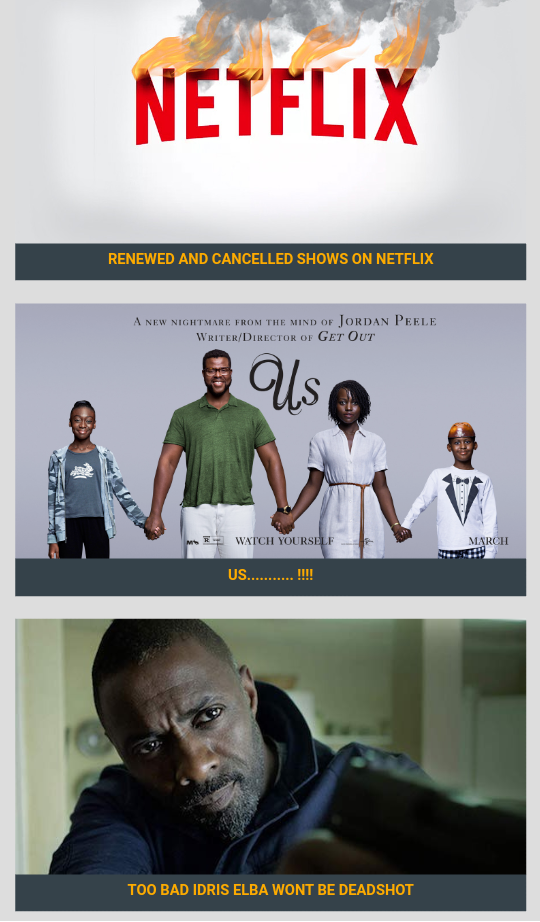 NETFLIX
RENEWED AND CANCELLED SHOWS ON NETFLIX
A NEW NIGHTMARE FROM THE MIND OF JORDAN PEELE
WRITER/DIRECTOR OF GET OUT
Us
WATCH YOURSELF
MARCH
US........... !!!!
TOO BAD IDRIS ELBA WONT BE DEADSHOT